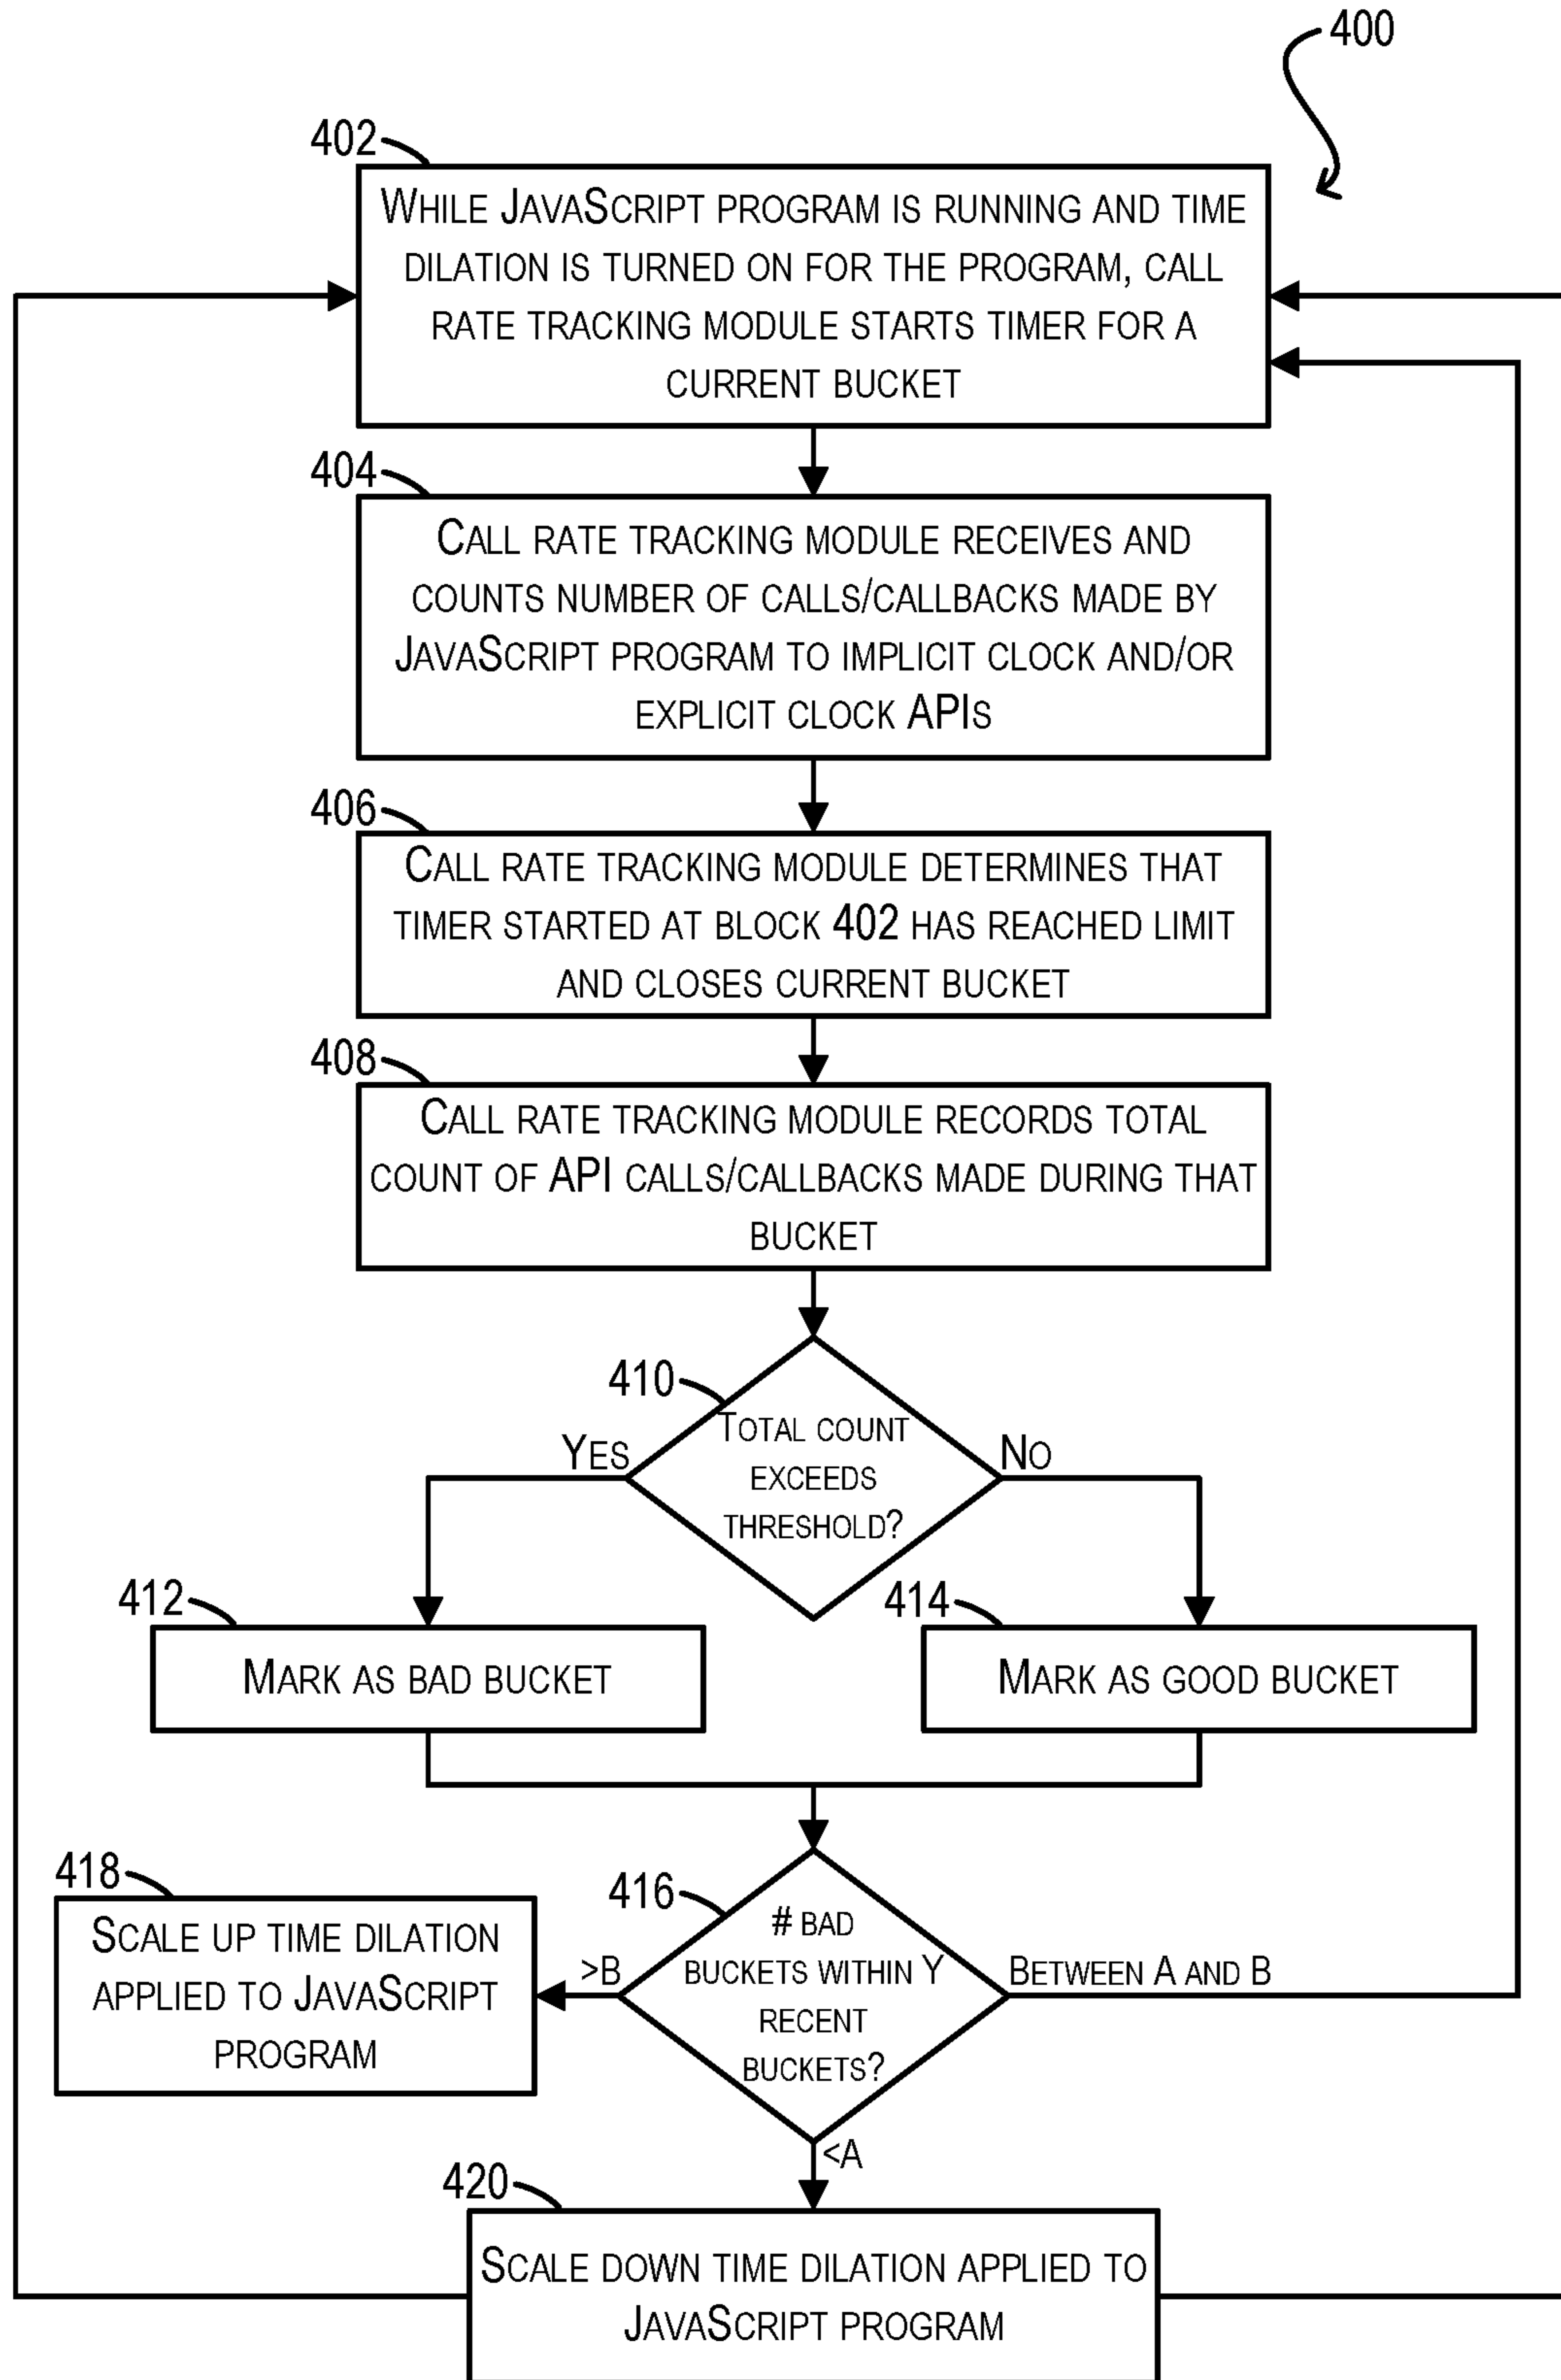 400
402
While JavaScript program is running and time
dilation is turned on for the program, call
rate tracking module starts timer for a
current bucket
404
Call rate tracking module receives and
counts number of calls/callbacks made by
JavaScript program to implicit clock and/or
explicit clock APIs
406
Call rate tracking module determines that
timer started at block 402 has reached limit
and closes current bucket
408
Call rate tracking module records total
count of API calls/callbacks made during that
bucket
410
Total count
exceeds
threshold?
Yes
No
412
Mark as bad bucket
414
Mark as good bucket
416
# bad
buckets within Y
recent
buckets?
>B
Between A and B
<A
418
Scale up time dilation
applied to JavaScript
program
420
Scale down time dilation applied to
JavaScript program